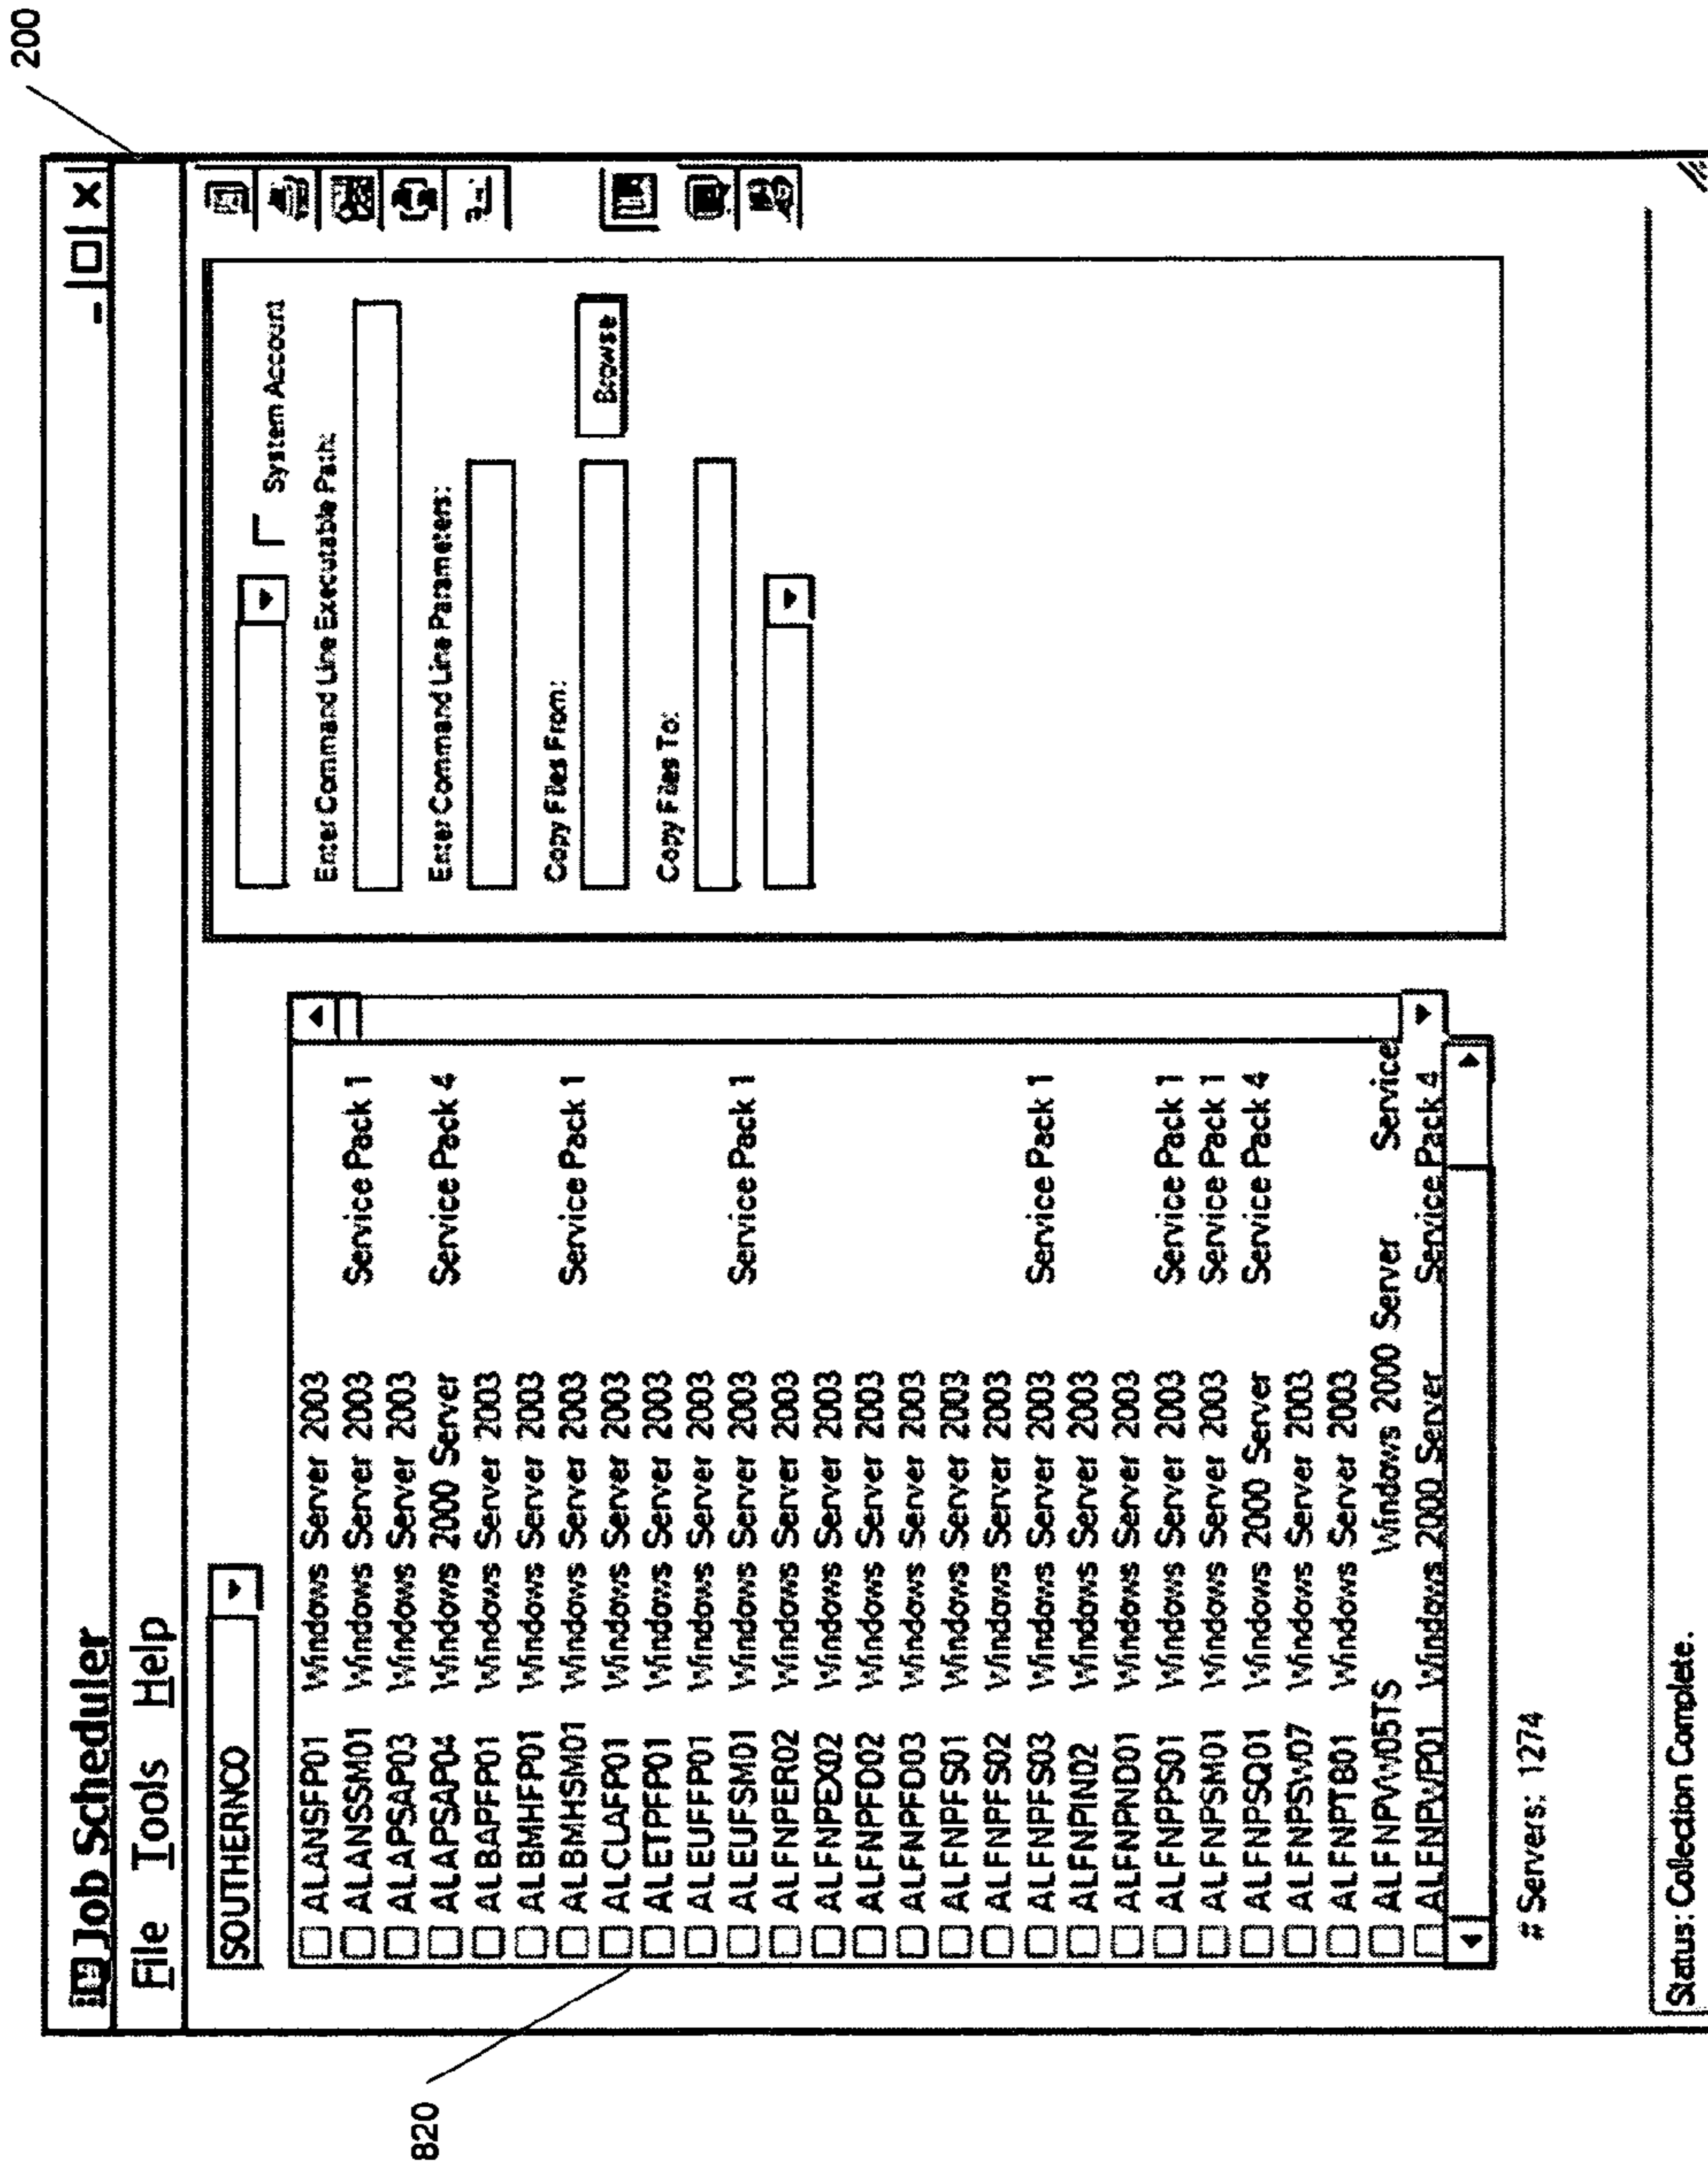 200
Job Scheduler
File Tools Help
SOUTHERNCO
ALANSFP01 Windows Server 2003
ALANSSM01 Windows Server 2003 Service Pack 1
ALAPSAP03 Windows Server 2003
ALAPSAP04 Windows 2000 Server Service Pack 4
ALBAPFP01 Windows Server 2003
ALBMHFP01 Windows Server 2003
ALBMHSM01 Windows Server 2003 Service Pack 1
ALCLAFP01 Windows Server 2003
ALETPFP01 Windows Server 2003
ALEUFFP01 Windows Server 2003
ALEUFSM01 Windows Server 2003 Service Pack 1
ALFNPER02 Windows Server 2003
ALFNPEX02 Windows Server 2003
ALFNPFD02 Windows Server 2003
ALFNPFD03 Windows Server 2003
ALFNPFS01 Windows Server 2003
ALFNPFS02 Windows Server 2003
ALFNPFS03 Windows Server 2003 Service Pack 1
ALFNPIN02 Windows Server 2003
ALFNPND01 Windows Server 2003
ALFNPPS01 Windows Server 2003 Service Pack 1
ALFNPSM01 Windows Server 2003 Service Pack 1
ALFNPSQ01 Windows 2000 Server Service Pack 4
ALFNPSW07 Windows Server 2003
ALFNPTB01 Windows Server 2003
ALFNPVW05TS Windows 2000 Server Service
ALFNPVP01 Windows 2000 Server Service Pack 4
# Servers: 1274
820
System Account
Enter Command Line Executable Path:
Enter Command Line Parameters:
Copy Files From:
Browse
Copy Files To:
Status: Collection Complete.